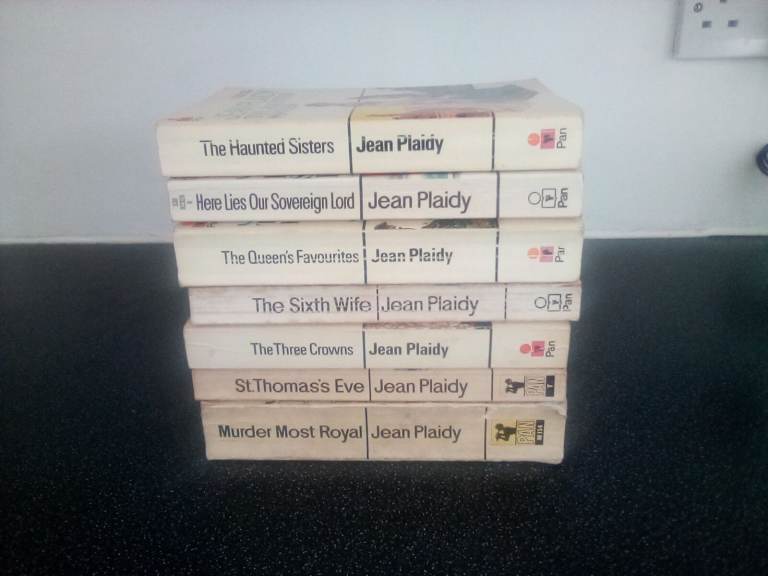 The Haunted Sisters Jean Plaidy Pan
Here Lies Our Sovereign Lord Jean Plaidy Pan
The Queen's Favourites Jean Plaidy Pan
The Sixth Wife Jean Plaidy Pan
The Three Crowns Jean Plaidy Pan
St.Thomas's Eve Jean Plaidy PAN
Murder Most Royal Jean Plaidy PAN